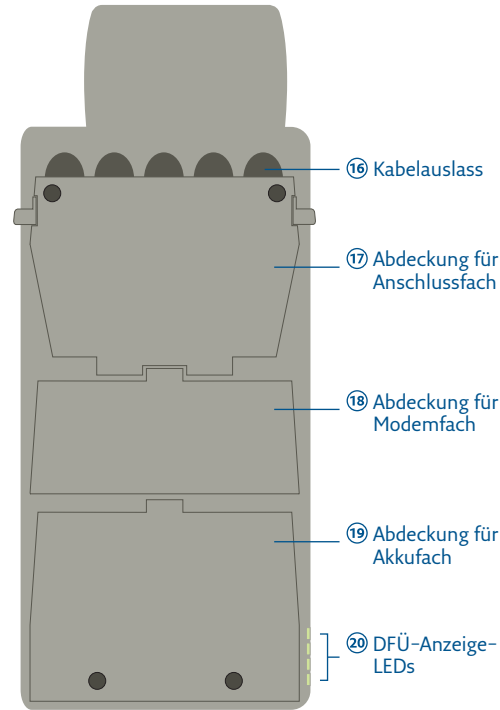 ⑯ Kabelauslass
⑰ Abdeckung für
Anschlussfach
⑱ Abdeckung für
Modemfach
⑲ Abdeckung für
Akkufach
⑳ DFÜ-Anzeige-
LEDs